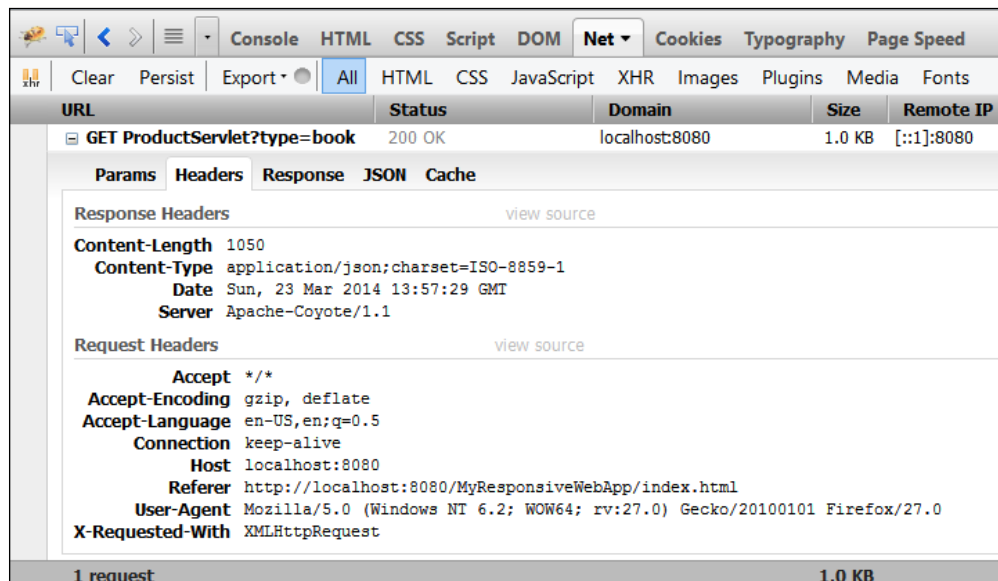 Console HTML CSS Script DOM Net Cookies Typography Page Speed
xhr Clear Persist Export All HTML CSS JavaScript XHR Images Plugins Media Fonts
URL Status Domain Size Remote IP
GET ProductServlet?type=book 200 OK localhost:8080 1.0 KB [::1]:8080
Params Headers Response JSON Cache
Response Headers view source
Content-Length 1050
Content-Type application/json;charset=ISO-8859-1
Date Sun, 23 Mar 2014 13:57:29 GMT
Server Apache-Coyote/1.1
Request Headers view source
Accept */*
Accept-Encoding gzip, deflate
Accept-Language en-US,en;q=0.5
Connection keep-alive
Host localhost:8080
Referer http://localhost:8080/MyResponsiveWebApp/index.html
User-Agent Mozilla/5.0 (Windows NT 6.2; WOW64; rv:27.0) Gecko/20100101 Firefox/27.0
X-Requested-With XMLHttpRequest
1 request 1.0 KB